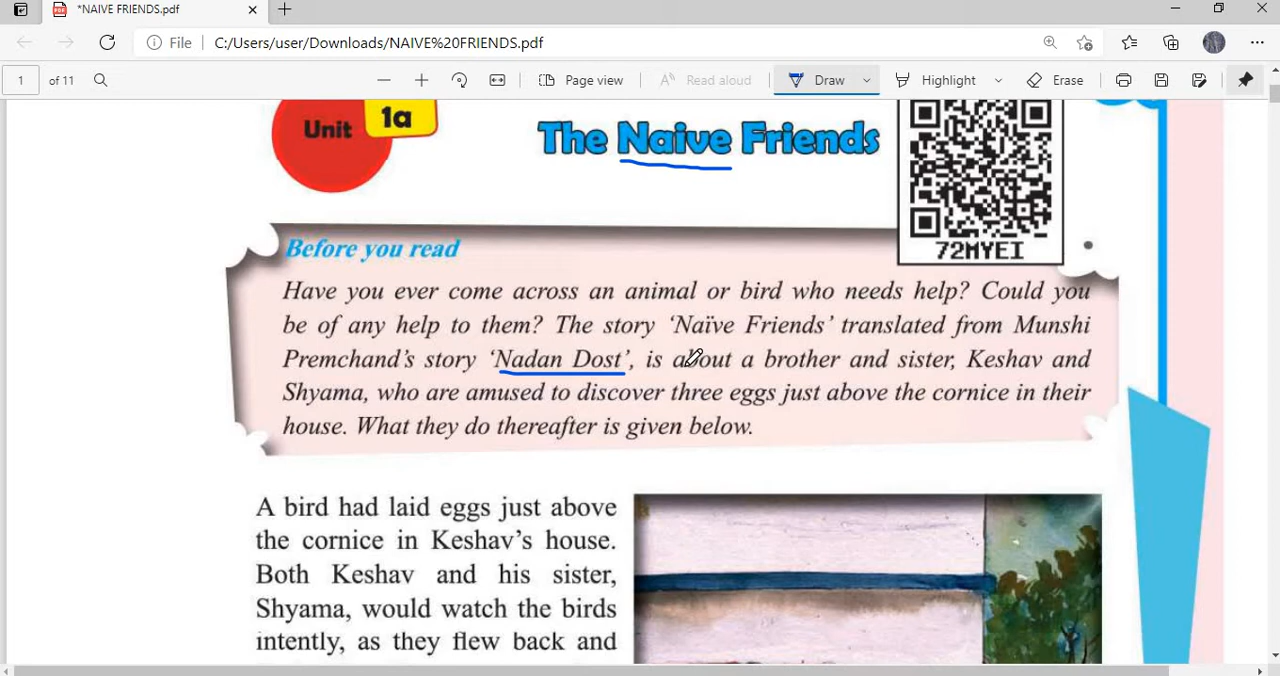 *NAIVE FRIENDS.pdf
File C:/Users/user/Downloads/NAIVE%20FRIENDS.pdf
1 of 11 Page view Read aloud Draw Highlight Erase
Unit 1a
The Naive Friends
72MYEI
Before you read
Have you ever come across an animal or bird who needs help? Could you
be of any help to them? The story ‘Naïve Friends’ translated from Munshi
Premchand’s story ‘Nadan Dost’, is about a brother and sister, Keshav and
Shyama, who are amused to discover three eggs just above the cornice in their
house. What they do thereafter is given below.
A bird had laid eggs just above
the cornice in Keshav’s house.
Both Keshav and his sister,
Shyama, would watch the birds
intently, as they flew back and